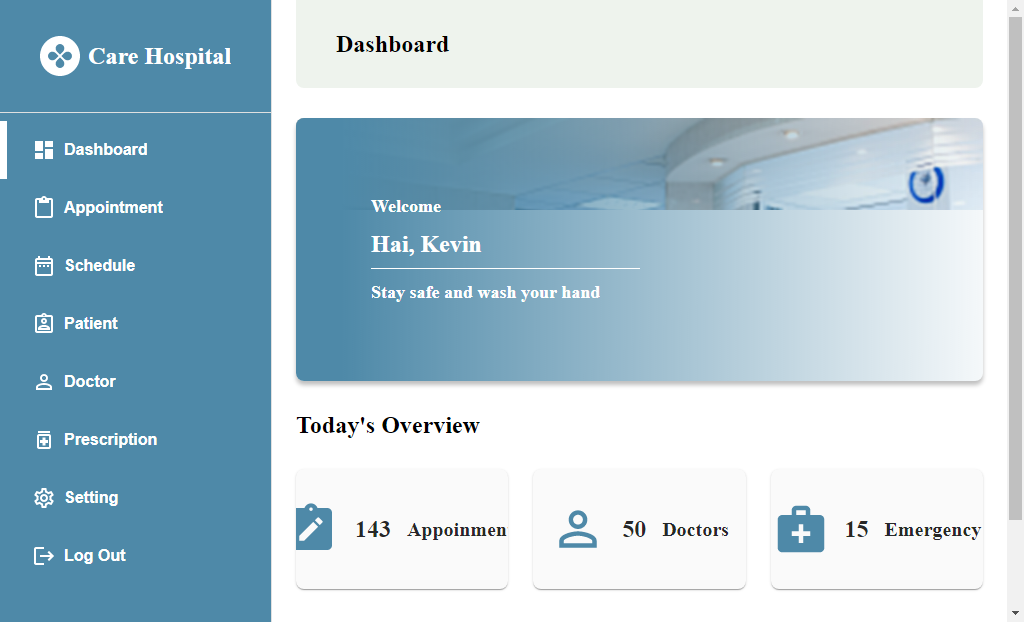 Care Hospital
Dashboard
Appointment
Schedule
Patient
Doctor
Prescription
Setting
Log Out
Dashboard
Welcome
Hai, Kevin
Stay safe and wash your hand
Today's Overview
143 Appoinmen
50 Doctors
15 Emergency